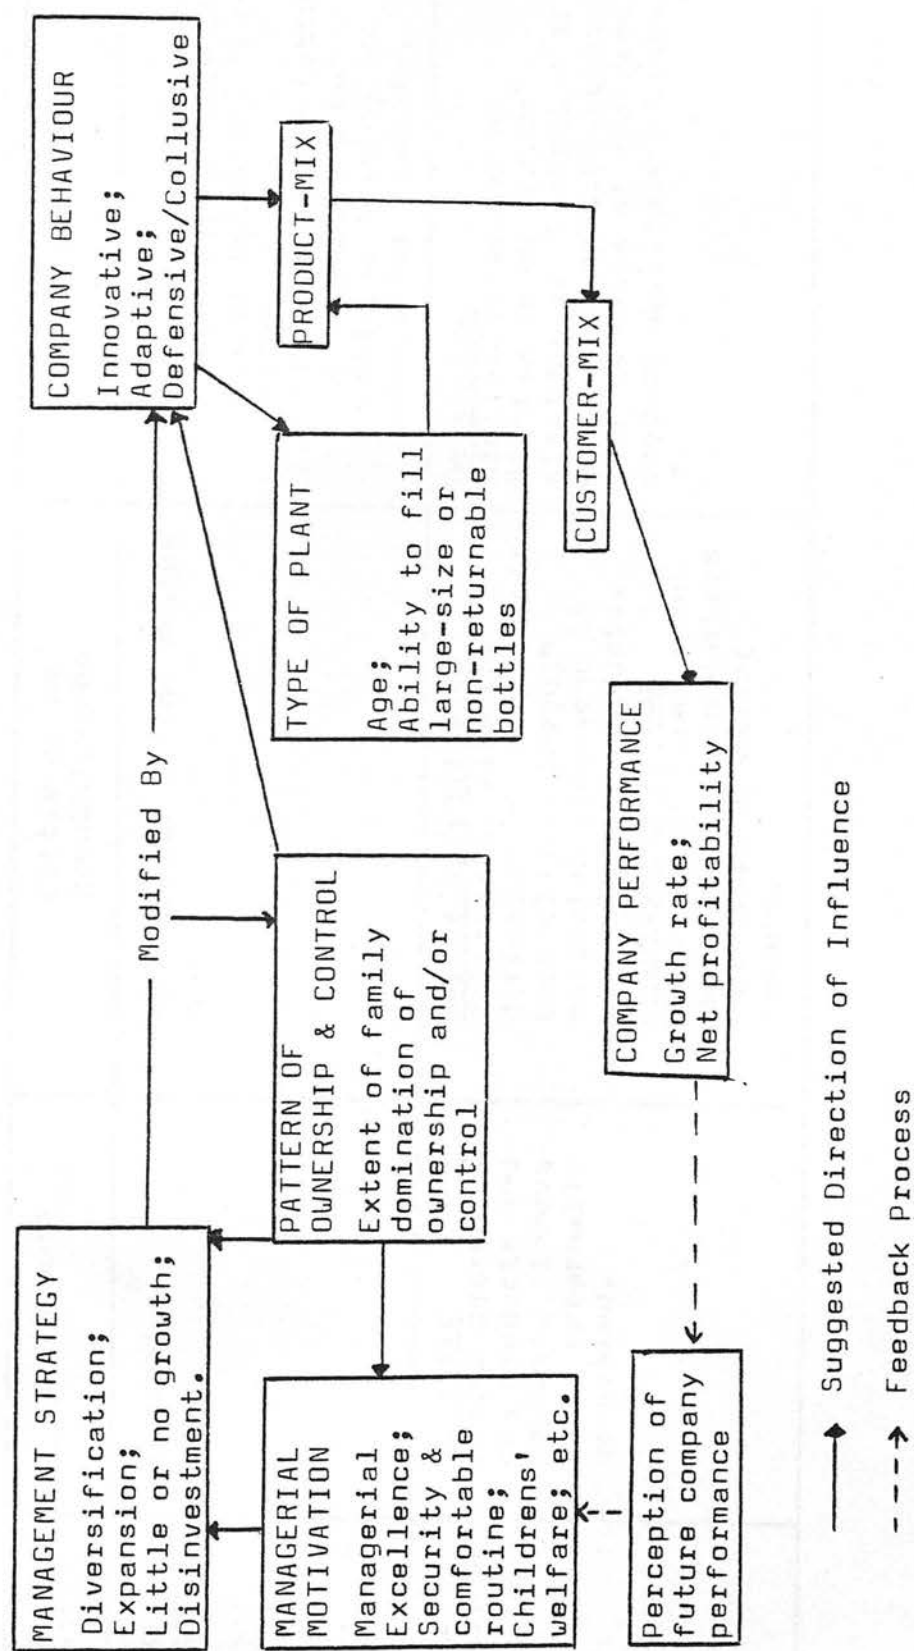 MANAGEMENT STRATEGY
Diversification;
Expansion;
Little or no growth;
Disinvestment.
Modified By
COMPANY BEHAVIOUR
Innovative;
Adaptive;
Defensive/Collusive
MANAGERIAL
MOTIVATION
Managerial
Excellence;
Security &
comfortable
routine;
Childrens'
welfare; etc.
PATTERN OF
OWNERSHIP & CONTROL
Extent of family
domination of
ownership and/or
control
TYPE OF PLANT
Age;
Ability to fill
large-size or
non-returnable
bottles
PRODUCT-MIX
CUSTOMER-MIX
Perception of
future company
performance
COMPANY PERFORMANCE
Growth rate;
Net profitability
Suggested Direction of Influence
Feedback Process